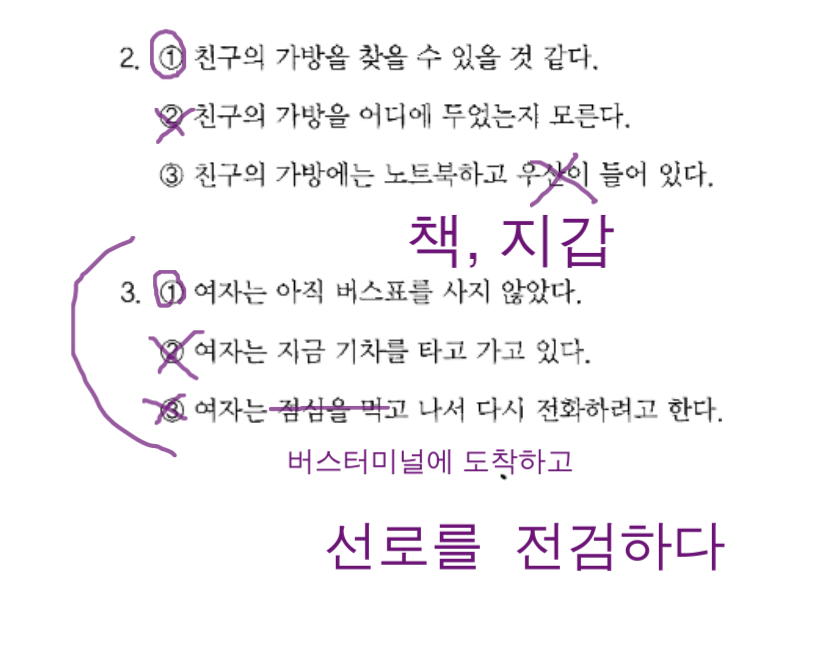 2. ① 친구의 가방을 찾을 수 있을 것 같다.
② 친구의 가방을 어디에 두었는지 모른다.
③ 친구의 가방에는 노트북하고 우산이 들어 있다.
책, 지갑
3. ① 여자는 아직 버스표를 사지 않았다.
② 여자는 지금 기차를 타고 가고 있다.
③ 여자는 점심을 먹고 나서 다시 전화하려고 한다.
버스터미널에 도착하고
선로를 전검하다